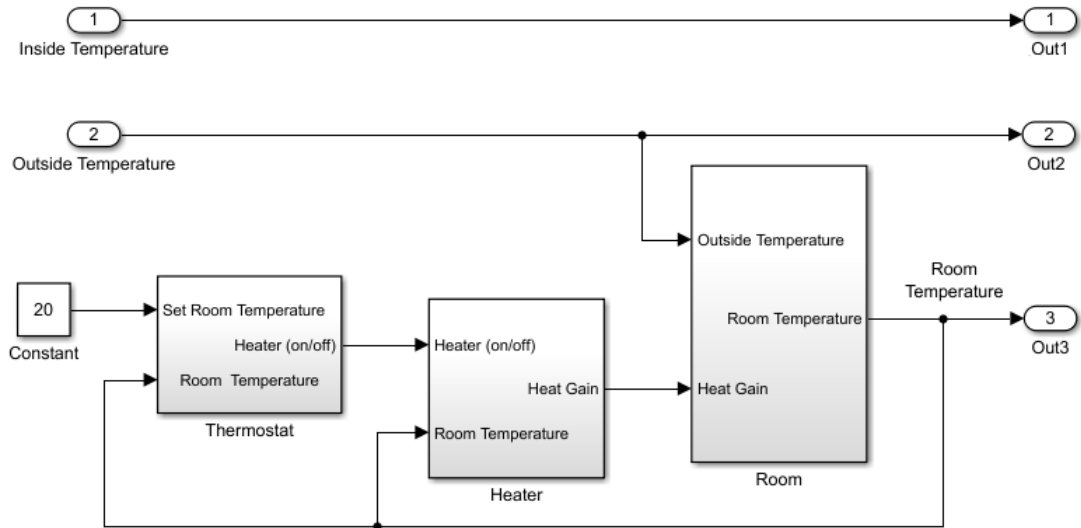 1
Inside Temperature
1
Out1
2
Outside Temperature
2
Out2
Outside Temperature
Room Temperature
Heat Gain
Room
Room
Temperature
3
Out3
20
Constant
Set Room Temperature
Heater (on/off)
Room Temperature
Thermostat
Heater (on/off)
Heat Gain
Room Temperature
Heater